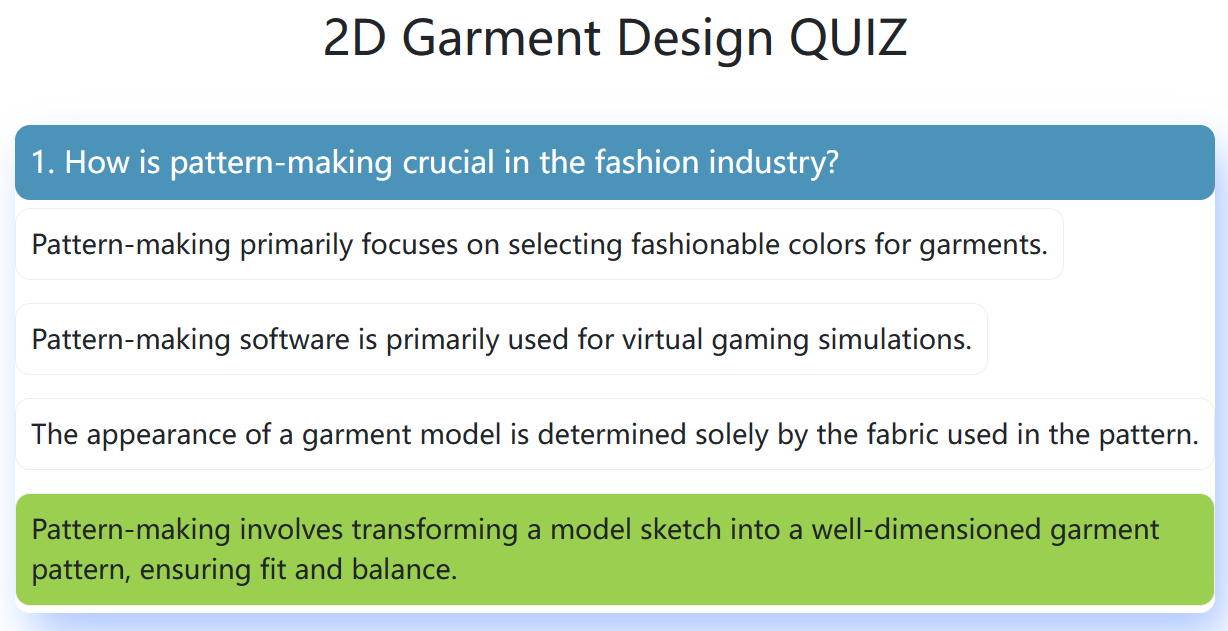 2D Garment Design QUIZ
1. How is pattern-making crucial in the fashion industry?
Pattern-making primarily focuses on selecting fashionable colors for garments.
Pattern-making software is primarily used for virtual gaming simulations.
The appearance of a garment model is determined solely by the fabric used in the pattern.
Pattern-making involves transforming a model sketch into a well-dimensioned garment
pattern, ensuring fit and balance.